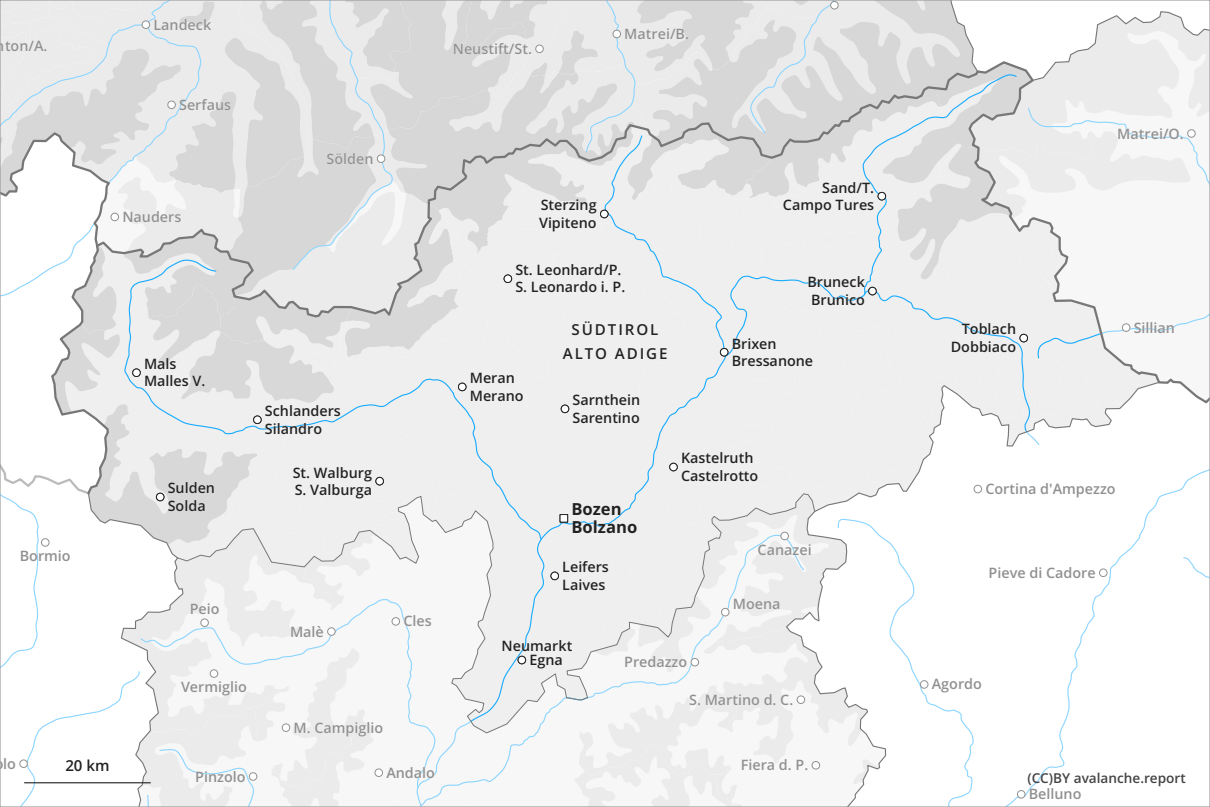 Landeck
Matrei/B.
nton/A.
Neustift/St.
Serfaus
Matrei/O.
Sölden
Sand/T.
Campo Tures
Sterzing
Vipiteno
Nauders
St. Leonhard/P.
S. Leonardo i. P.
Bruneck
Brunico
SÜDTIROL
ALTO ADIGE
Toblach
Dobbiaco
Sillian
Brixen
Bressanone
Mals
Malles V.
Meran
Merano
Sarnthein
Sarentino
Schlanders
Silandro
Kastelruth
Castelrotto
St. Walburg
S. Valburga
Sulden
Solda
Cortina d'Ampezzo
Bozen
Bolzano
Bormio
Canazei
Leifers
Laives
Pieve di Cadore
Peio
Moena
Malè
Cles
Neumarkt
Egna
Predazzo
Vermiglio
Agordo
S. Martino d. C.
M. Campiglio
20 km
olo
Pinzolo
Andalo
Fiera d. P.
(CC)BY avalanche.report
Belluno